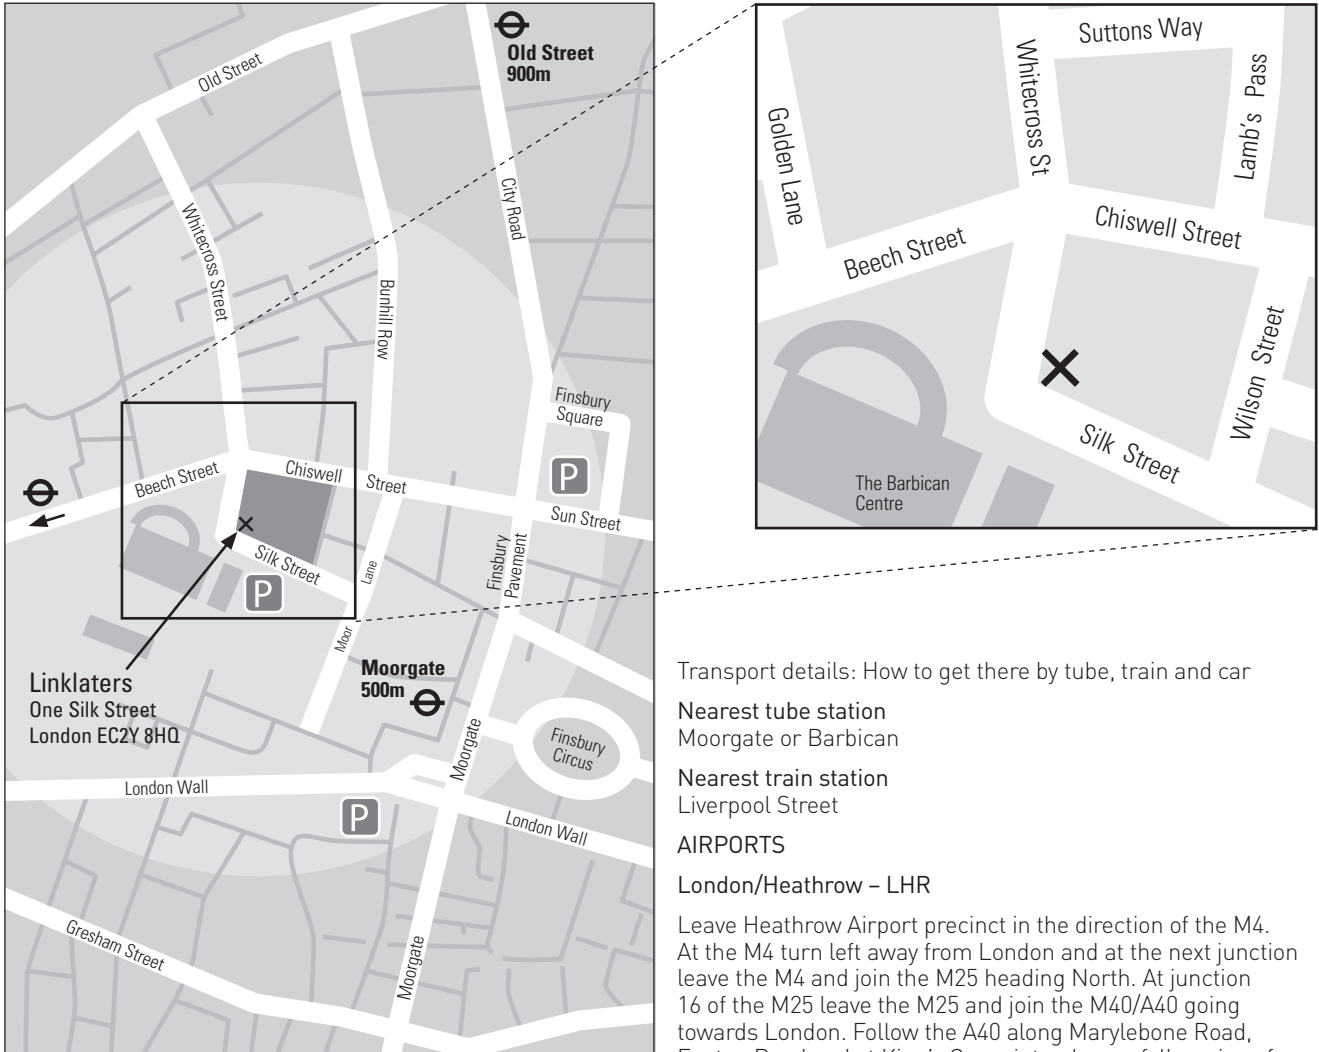 Old Street
900m
Old Street
City Road
Whitecross Street
Bunhill Row
Finsbury
Square
P
Beech Street
Chiswell Street
Sun Street
Finsbury
Pavement
Silk Street
P
Moor Lane
Linklaters
One Silk Street
London EC2Y 8HQ
Moorgate
500m
Moorgate
Finsbury
Circus
London Wall
P
London Wall
Gresham Street
Moorgate
Suttons Way
Whitecross St
Lamb's Pass
Golden Lane
Chiswell Street
Beech Street
Wilson Street
Silk Street
The Barbican
Centre
Transport details: How to get there by tube, train and car
Nearest tube station
Moorgate or Barbican
Nearest train station
Liverpool Street
AIRPORTS
London/Heathrow – LHR
Leave Heathrow Airport precinct in the direction of the M4.
At the M4 turn left away from London and at the next junction
leave the M4 and join the M25 heading North. At junction
16 of the M25 leave the M25 and join the M40/A40 going
towards London. Follow the A40 along Marylebone Road,